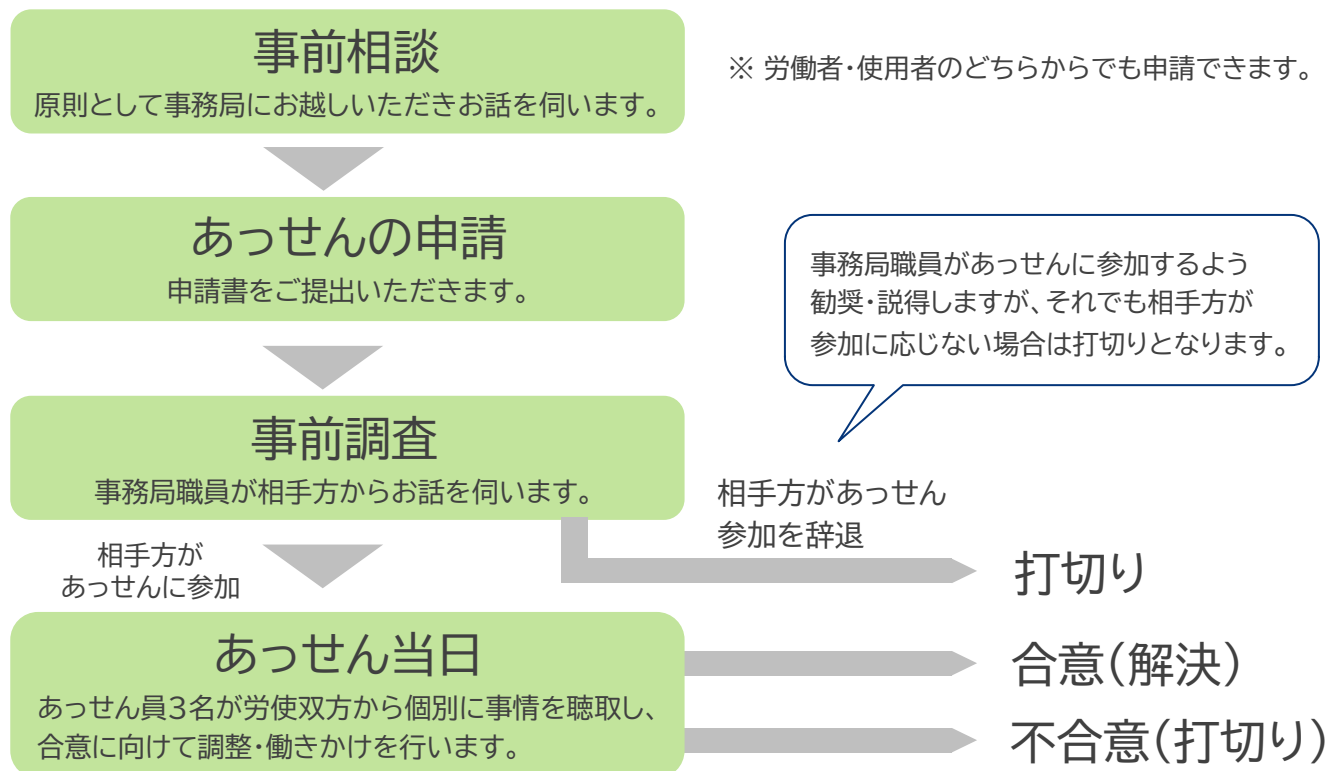 事前相談
原則として事務局にお越しいただきお話を伺います。
※ 労働者・使用者のどちらからでも申請できます。
あっせんの申請
申請書をご提出いただきます。
事務局職員があっせんに参加するよう
勧奨・説得しますが、それでも相手方が
参加に応じない場合は打切りとなります。
事前調査
事務局職員が相手方からお話を伺います。
相手方があっせん
参加を辞退
打切り
相手方が
あっせんに参加
あっせん当日
あっせん員3名が労使双方から個別に事情を聴取し、
合意に向けて調整・働きかけを行います。
合意(解決)
不合意(打切り)